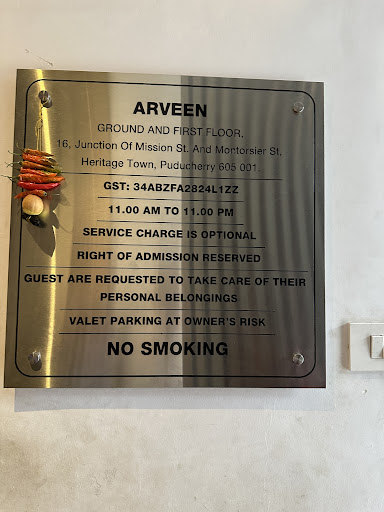 ARVEEN
GROUND AND FIRST FLOOR,
16, Junction Of Mission St. And Montorsier St,
Heritage Town, Puducherry 605 001.
GST: 34ABZFA2824L1ZZ
11.00 AM TO 11.00 PM
SERVICE CHARGE IS OPTIONAL
RIGHT OF ADMISSION RESERVED
GUEST ARE REQUESTED TO TAKE CARE OF THEIR
PERSONAL BELONGINGS
VALET PARKING AT OWNER'S RISK
NO SMOKING